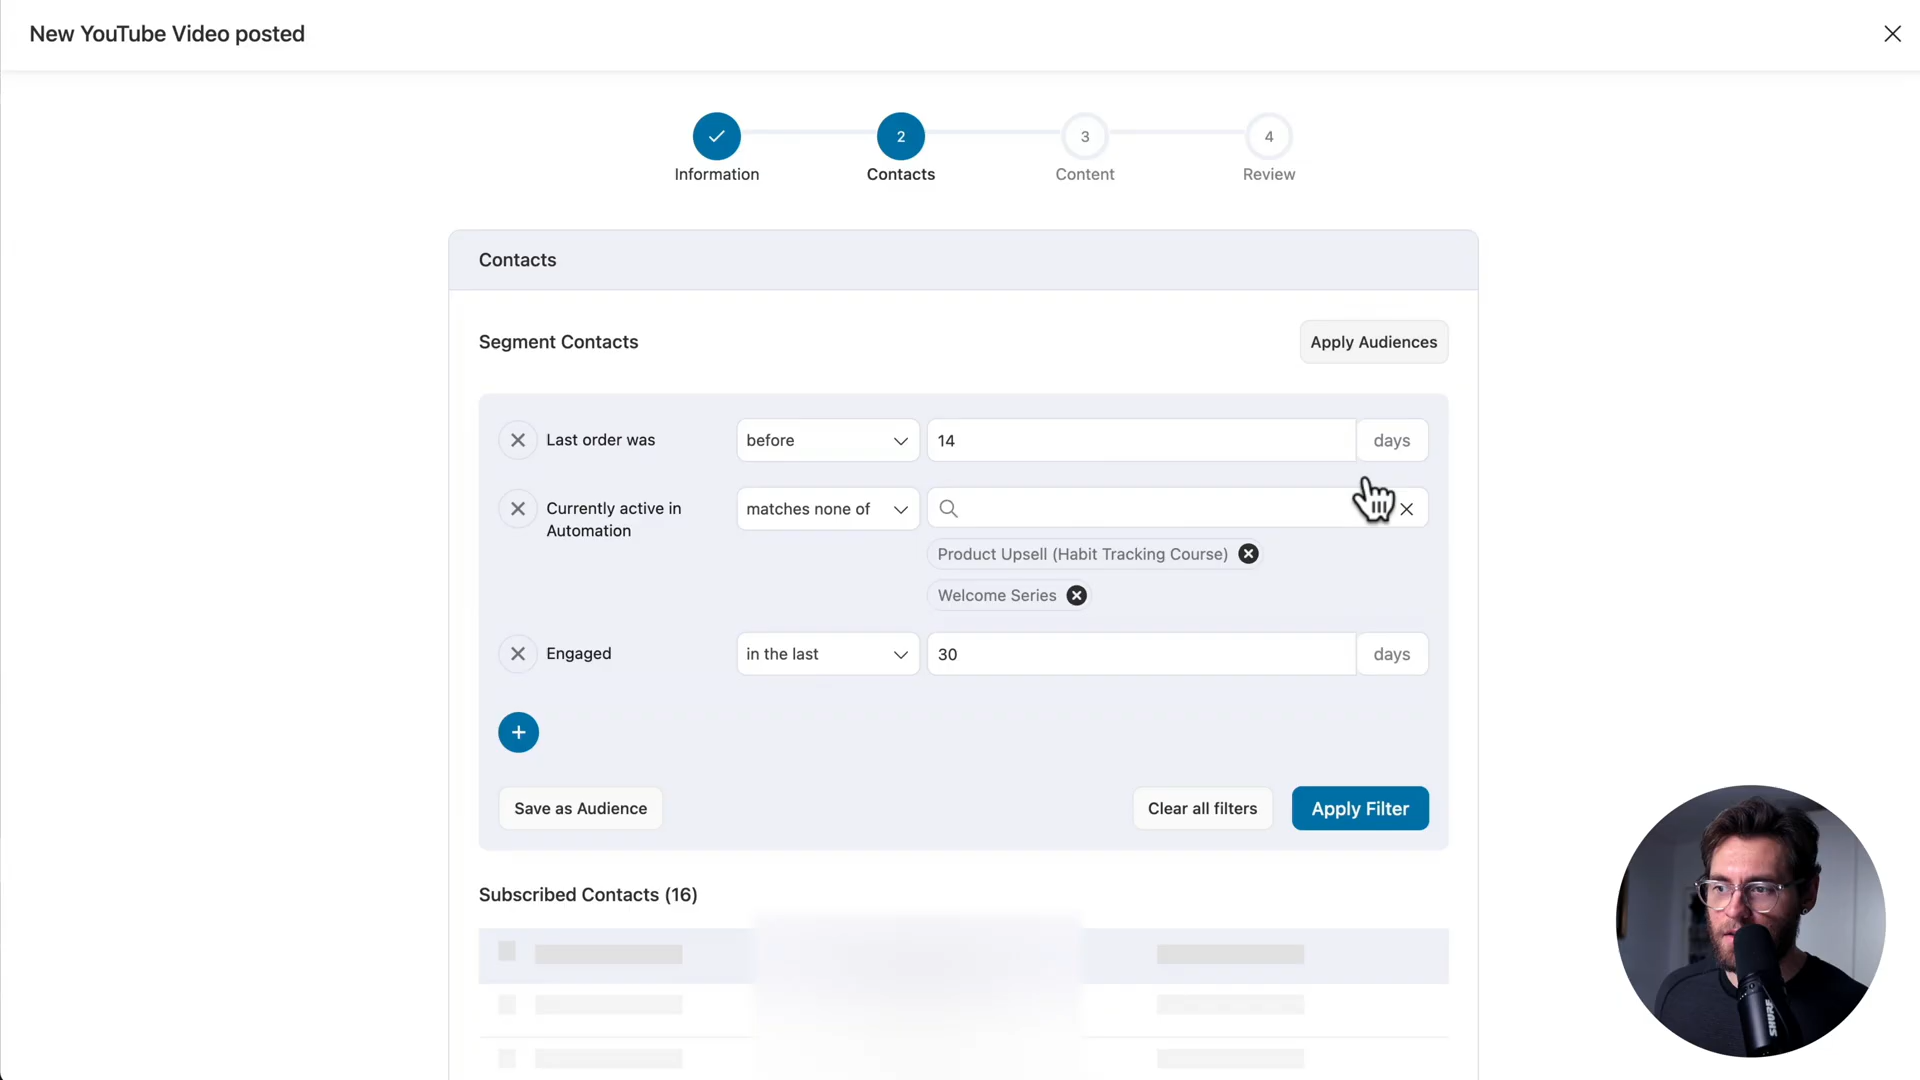 New YouTube Video posted
2
3
4
Information
Contacts
Content
Review
Contacts
Segment Contacts
Apply Audiences
Last order was
before
14
days
Currently active in
Automation
matches none of
Product Upsell (Habit Tracking Course)
Welcome Series
Engaged
in the last
30
days
Save as Audience
Clear all filters
Apply Filter
Subscribed Contacts (16)
SHURE